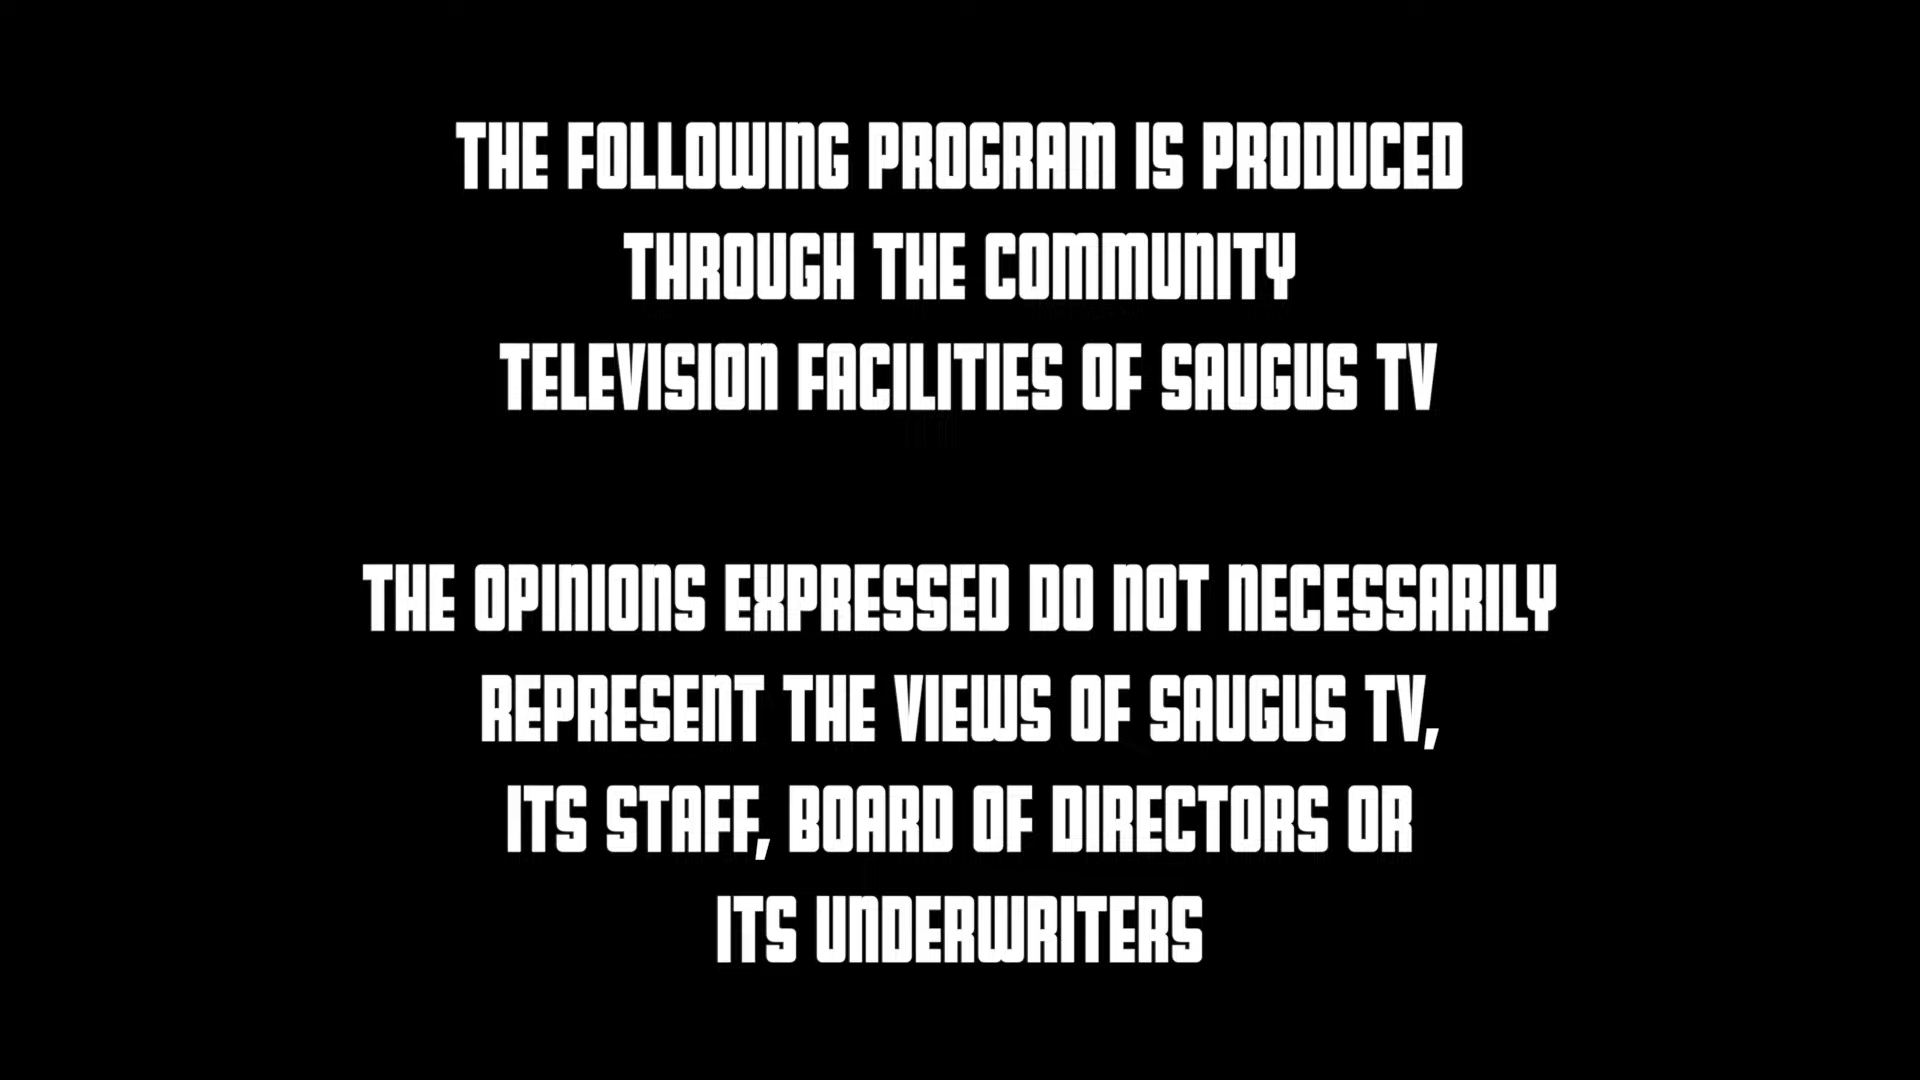 THE FOLLOWING PROGRAM IS PRODUCED
THROUGH THE COMMUNITY
TELEVISION FACILITIES OF SAUGUS TV
THE OPINIONS EXPRESSED DO NOT NECESSARILY
REPRESENT THE VIEWS OF SAUGUS TV,
ITS STAFF, BOARD OF DIRECTORS OR
ITS UNDERWRITERS